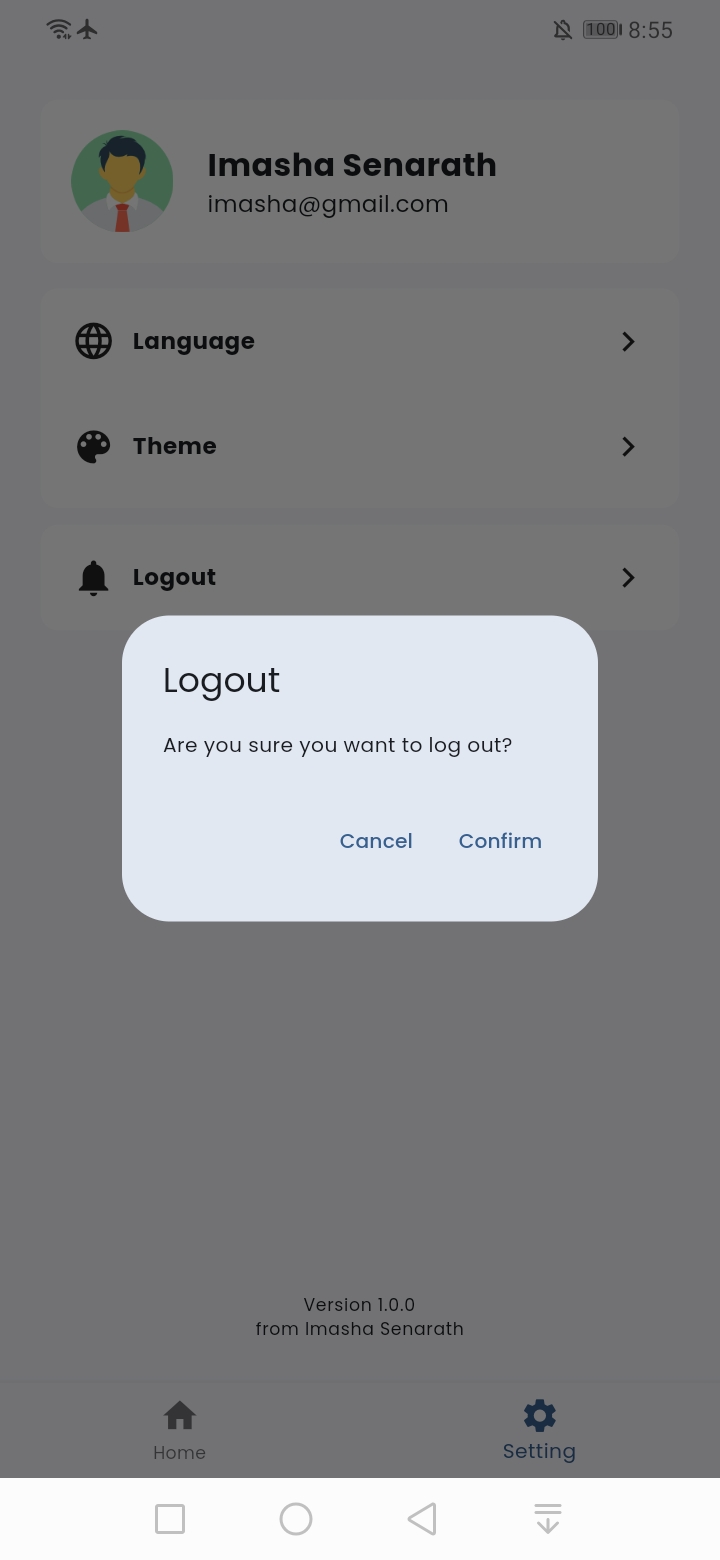 100 8:55
Imasha Senarath
imasha@gmail.com
Language
Theme
Logout
Logout
Are you sure you want to log out?
Cancel Confirm
Version 1.0.0
from Imasha Senarath
Home Setting